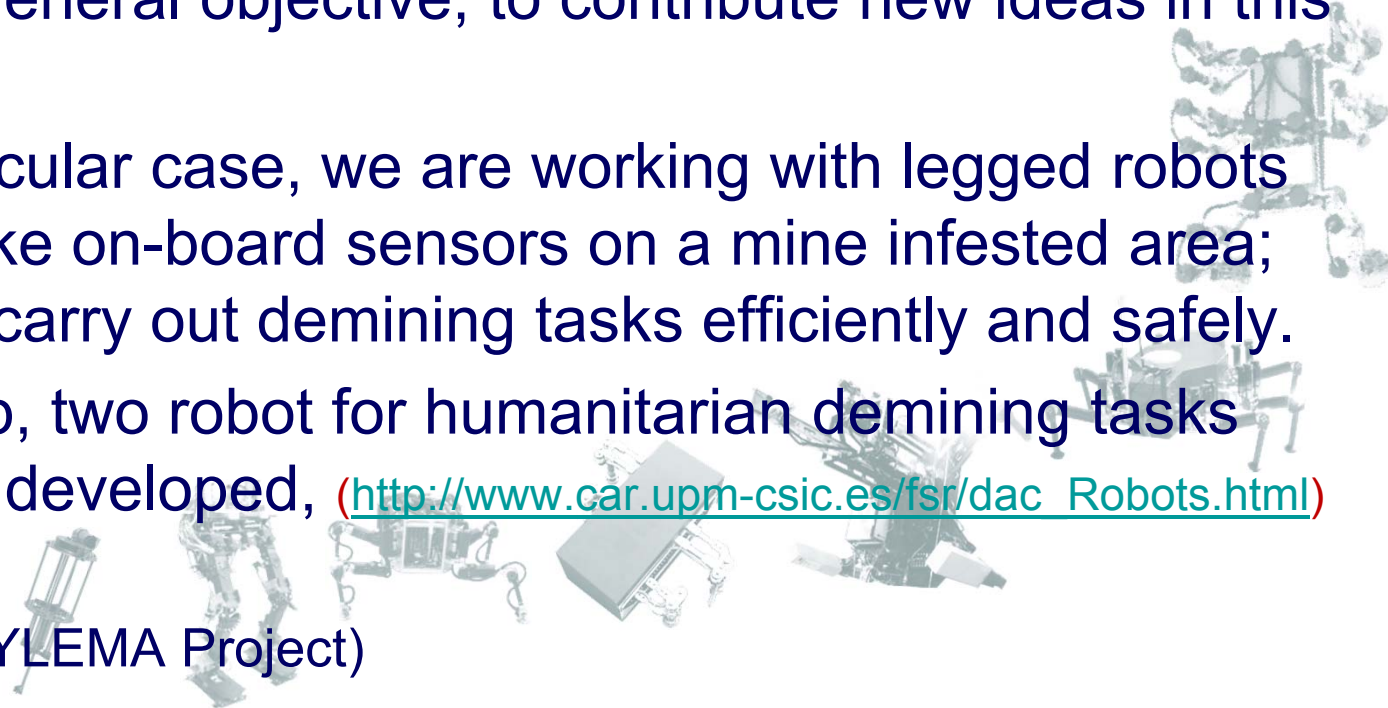 eneral objective, to contribute new ideas in this
cular case, we are working with legged robots
ke on-board sensors on a mine infested area;
carry out demining tasks efficiently and safely.
, two robot for humanitarian demining tasks
developed, (http://www.car.upm-csic.es/fsr/dac_Robots.html)
YLEMA Project)